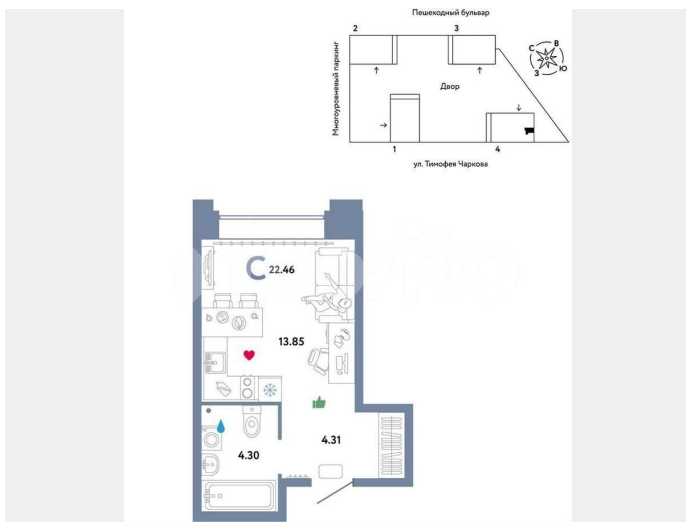 Пешеходный бульвар
2
3
С
В
З
Ю
Многоуровневый паркинг
Двор
1
4
ул. Тимофея Чаркова
С 22.46
13.85
4.31
4.30